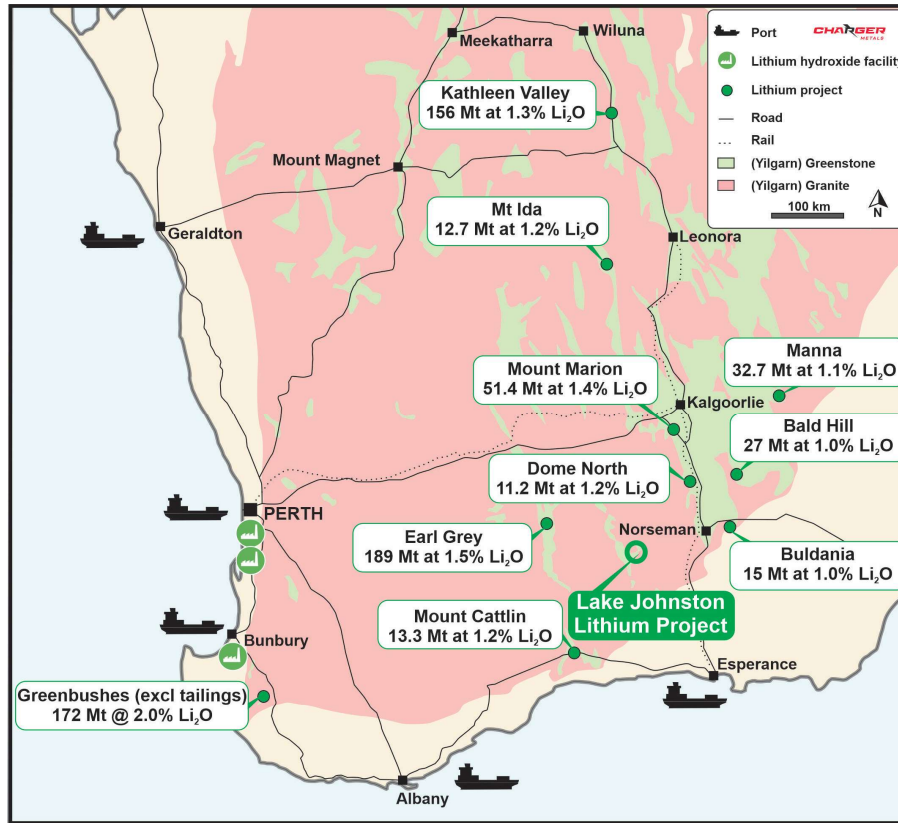 Meekatharra
Wiluna
Port
CHARGER
METALS
Lithium hydroxide facility
Lithium project
Road
Rail
(Yilgarn) Greenstone
(Yilgarn) Granite
100 km
N
Kathleen Valley
156 Mt at 1.3% Li₂O
Mount Magnet
Geraldton
Mt Ida
12.7 Mt at 1.2% Li₂O
Leonora
Mount Marion
51.4 Mt at 1.4% Li₂O
Manna
32.7 Mt at 1.1% Li₂O
Kalgoorlie
Bald Hill
27 Mt at 1.0% Li₂O
Dome North
11.2 Mt at 1.2% Li₂O
PERTH
Earl Grey
189 Mt at 1.5% Li₂O
Norseman
Buldania
15 Mt at 1.0% Li₂O
Lake Johnston
Lithium Project
Mount Cattlin
13.3 Mt at 1.2% Li₂O
Bunbury
Esperance
Greenbushes (excl tailings)
172 Mt @ 2.0% Li₂O
Albany